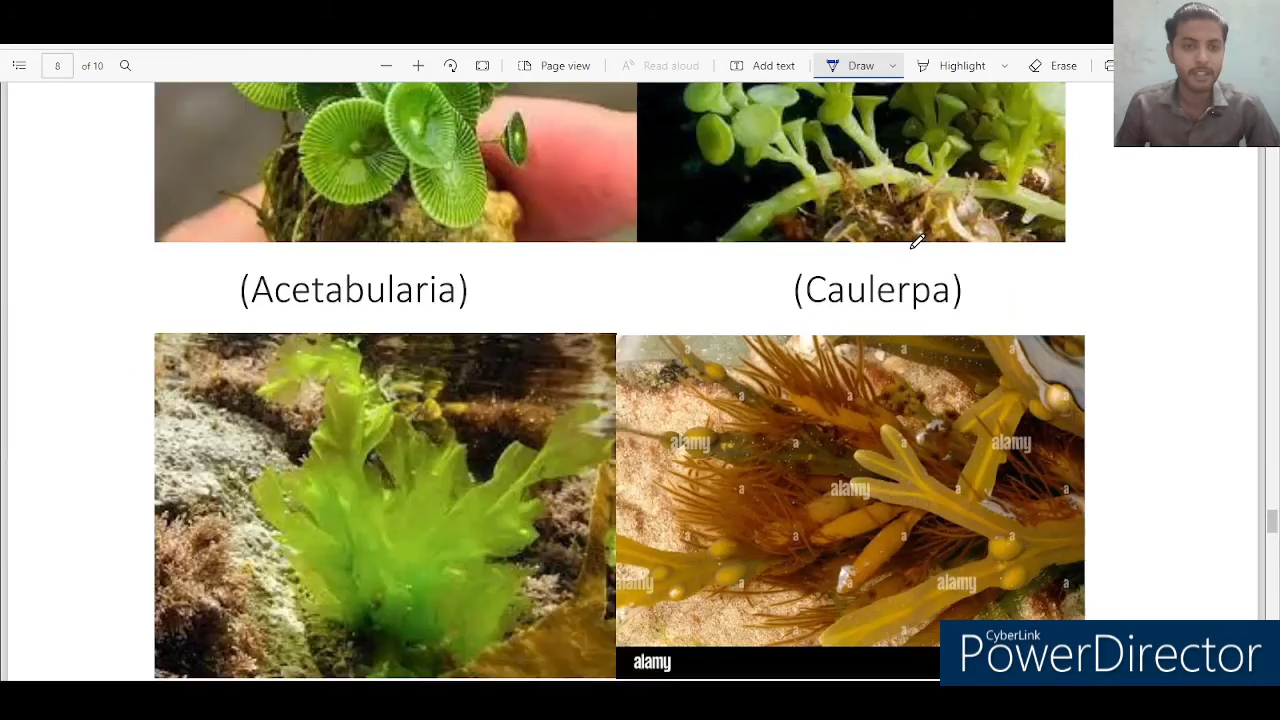 8 of 10 Page view Read aloud Add text Draw Highlight Erase
(Acetabularia) (Caulerpa)
a a
alamy a alamy
a alamy a
a a a
alamy alamy a
alamy
CyberLink
PowerDirector